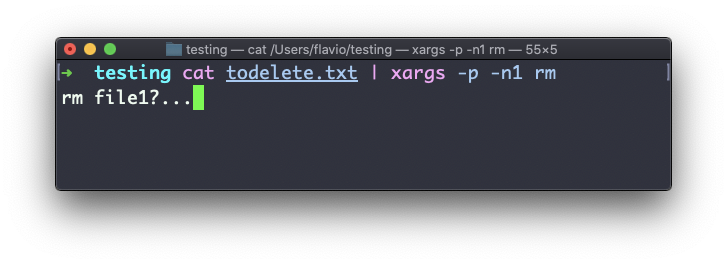 testing — cat /Users/flavio/testing — xargs -p -n1 rm — 55×5
➜ testing cat todelete.txt | xargs -p -n1 rm
rm file1?...